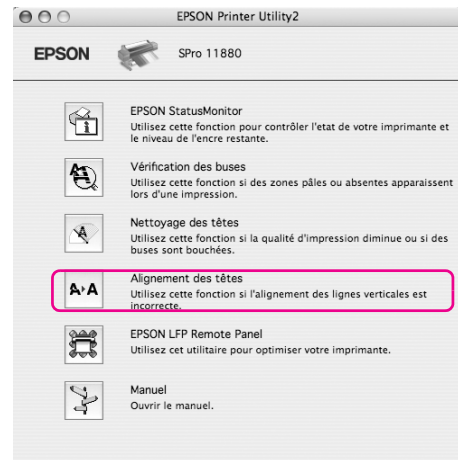 EPSON Printer Utility2
EPSON SPro 11880
EPSON StatusMonitor
Utilisez cette fonction pour contrôler l'etat de votre imprimante et
le niveau de l'encre restante.
Vérification des buses
Utilisez cette fonction si des zones pâles ou absentes apparaissent
lors d'une impression.
Nettoyage des têtes
Utilisez cette fonction si la qualité d'impression diminue ou si des
buses sont bouchées.
Alignement des têtes
Utilisez cette fonction si l'alignement des lignes verticales est
incorrecte.
EPSON LFP Remote Panel
Utilisez cet utilitaire pour optimiser votre imprimante.
Manuel
Ouvrir le manuel.